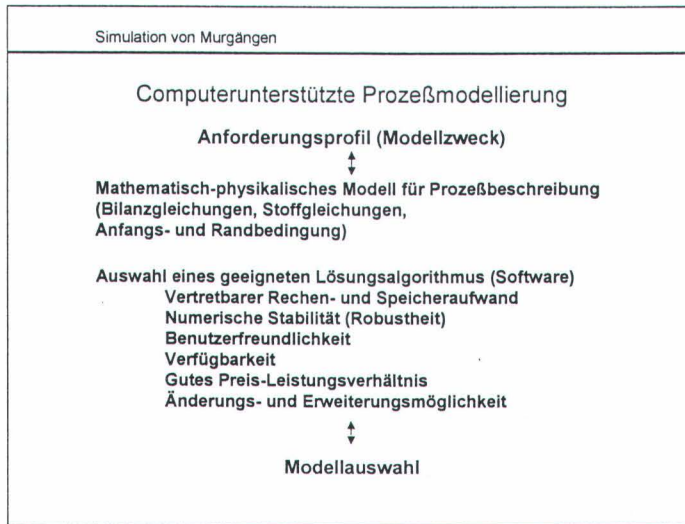 Simulation von Murgängen
Computerunterstützte Prozeßmodellierung
Anforderungsprofil (Modellzweck)
Mathematisch-physikalisches Modell für Prozeßbeschreibung
(Bilanzgleichungen, Stoffgleichungen,
Anfangs- und Randbedingung)
Auswahl eines geeigneten Lösungsalgorithmus (Software)
Vertretbarer Rechen- und Speicheraufwand
Numerische Stabilität (Robustheit)
Benutzerfreundlichkeit
Verfügbarkeit
Gutes Preis-Leistungsverhältnis
Änderungs- und Erweiterungsmöglichkeit
Modellauswahl